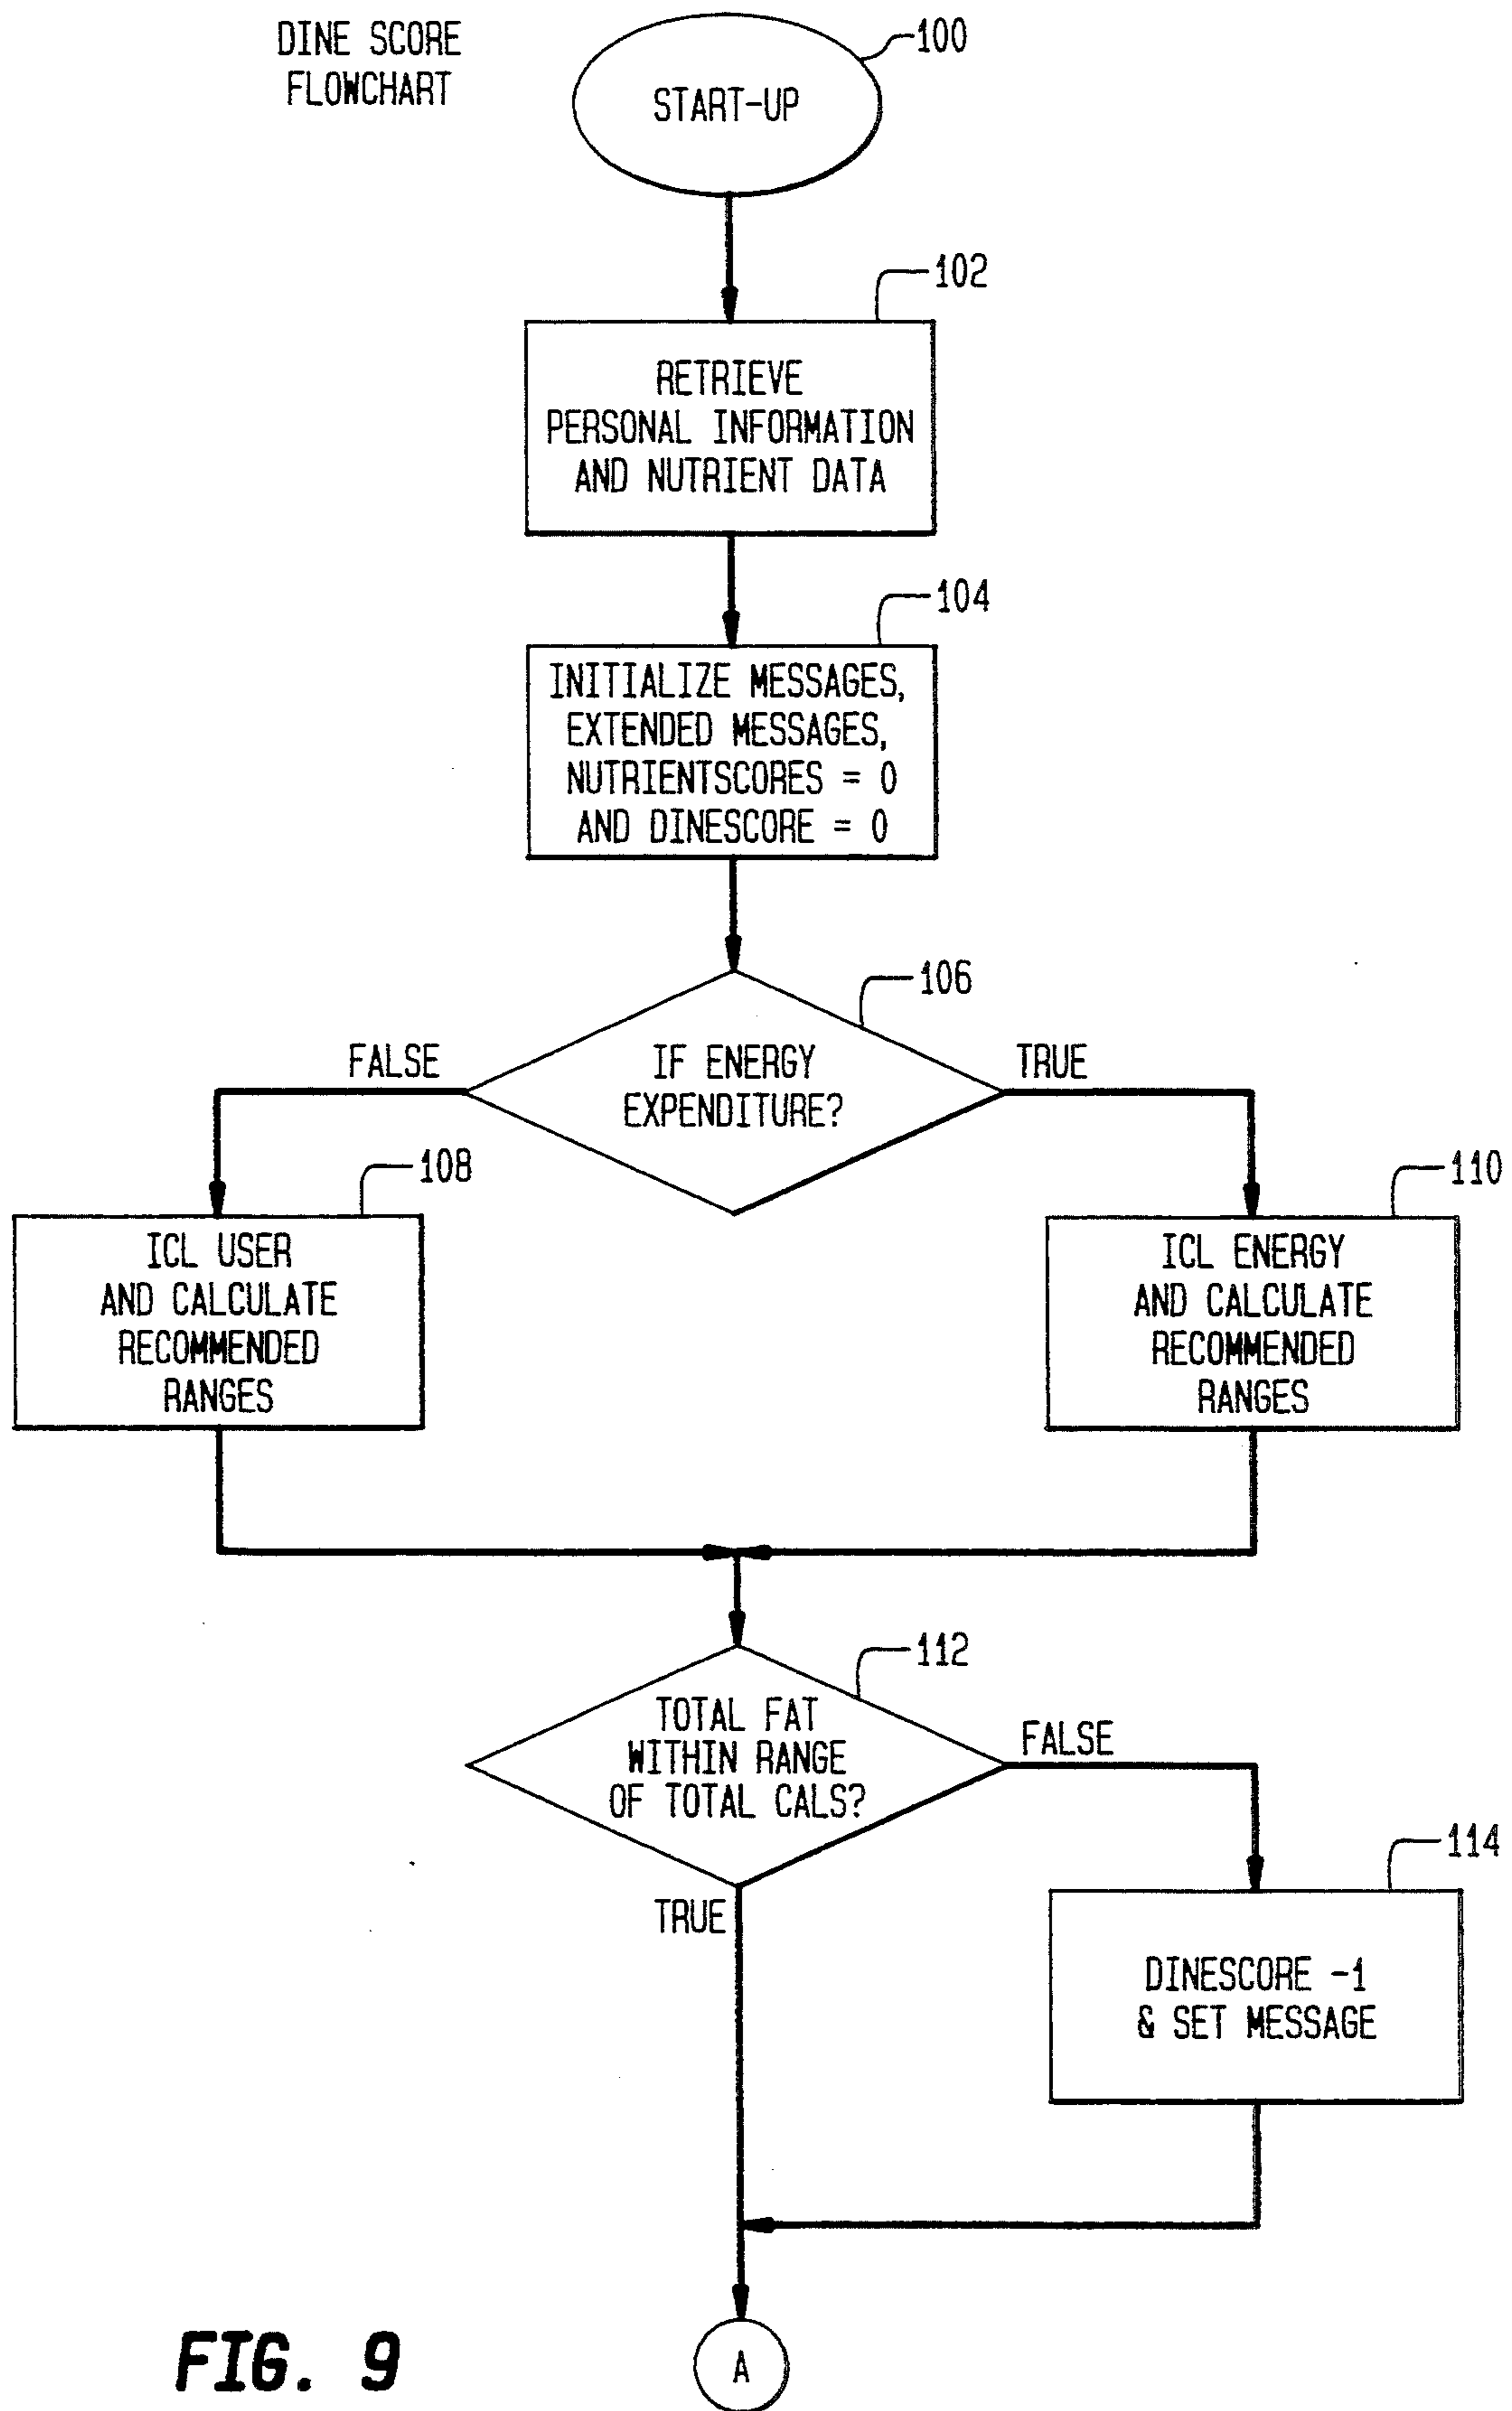 DINE SCORE
FLOWCHART
100
START-UP
102
RETRIEVE
PERSONAL INFORMATION
AND NUTRIENT DATA
104
INITIALIZE MESSAGES,
EXTENDED MESSAGES,
NUTRIENTSCORES = 0
AND DINESCORE = 0
106
IF ENERGY
EXPENDITURE?
FALSE
TRUE
108
ICL USER
AND CALCULATE
RECOMMENDED
RANGES
110
ICL ENERGY
AND CALCULATE
RECOMMENDED
RANGES
112
TOTAL FAT
WITHIN RANGE
OF TOTAL CALS?
FALSE
TRUE
114
DINESCORE -1
& SET MESSAGE
A
FIG. 9